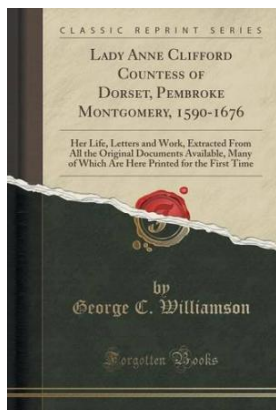 CLASSIC REPRINT SERIES
LADY ANNE CLIFFORD
COUNTESS OF
DORSET, PEMBROKE
MONTGOMERY, 1590-1676
Her Life, Letters and Work, Extracted From
All the Original Documents Available, Many
of Which Are Here Printed for the First Time
F
by
George C. Williamson
Forgotten Books